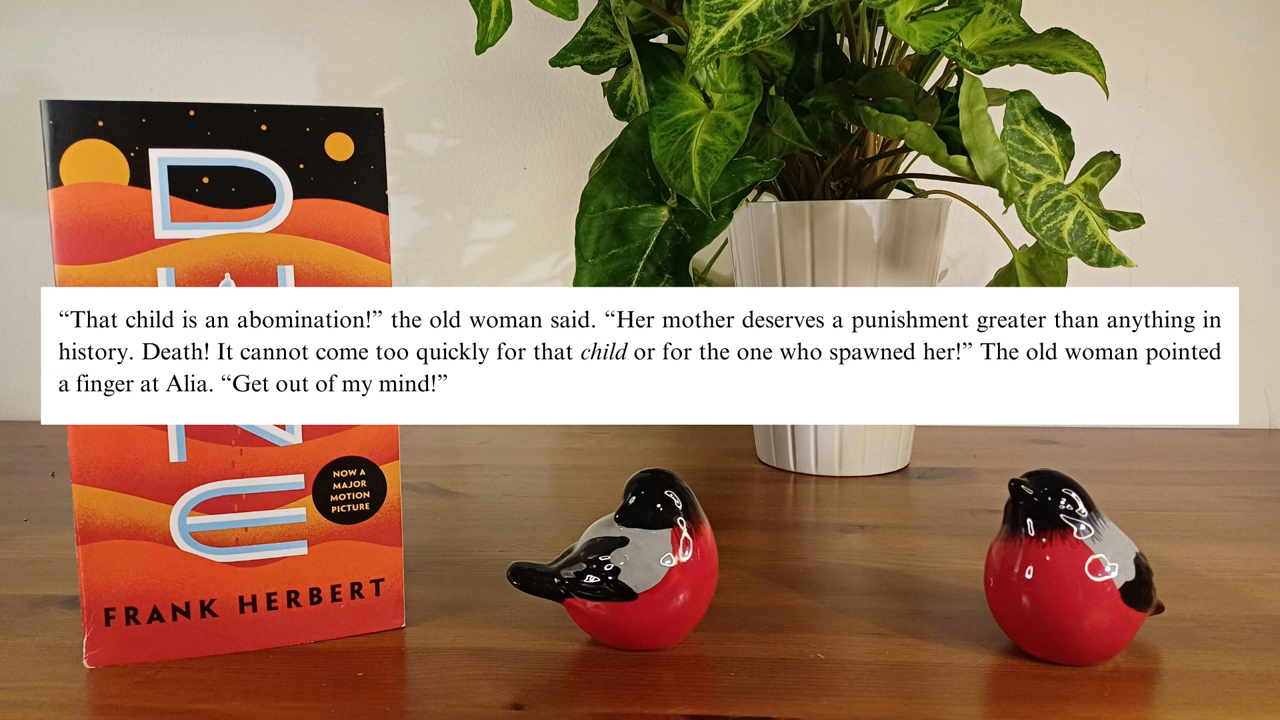 D
U
“That child is an abomination!” the old woman said. “Her mother deserves a punishment greater than anything in
history. Death! It cannot come too quickly for that child or for the one who spawned her!” The old woman pointed
a finger at Alia. “Get out of my mind!”
N
E
NOW A
MAJOR
MOTION
PICTURE
FRANK HERBERT